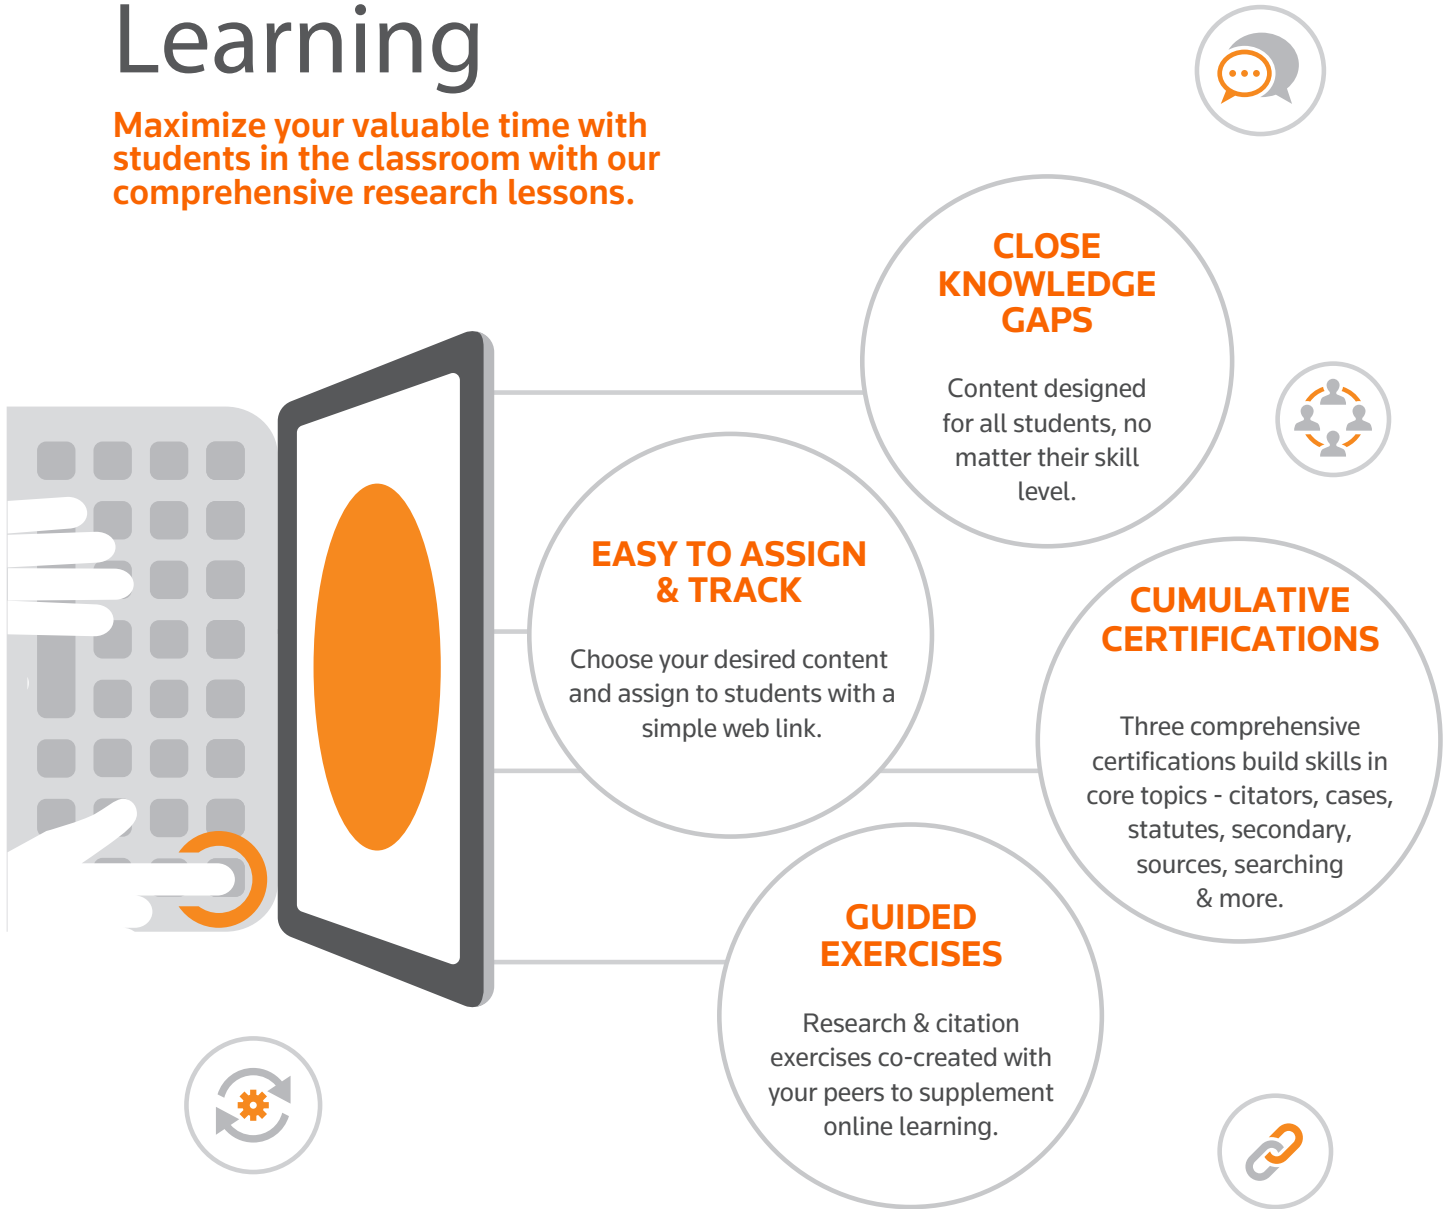 Learning
Maximize your valuable time with
students in the classroom with our
comprehensive research lessons.
CLOSE
KNOWLEDGE
GAPS
Content designed
for all students, no
matter their skill
level.
EASY TO ASSIGN
& TRACK
Choose your desired content
and assign to students with a
simple web link.
CUMULATIVE
CERTIFICATIONS
Three comprehensive
certifications build skills in
core topics - citators, cases,
statutes, secondary,
sources, searching
& more.
GUIDED
EXERCISES
Research & citation
exercises co-created with
your peers to supplement
online learning.